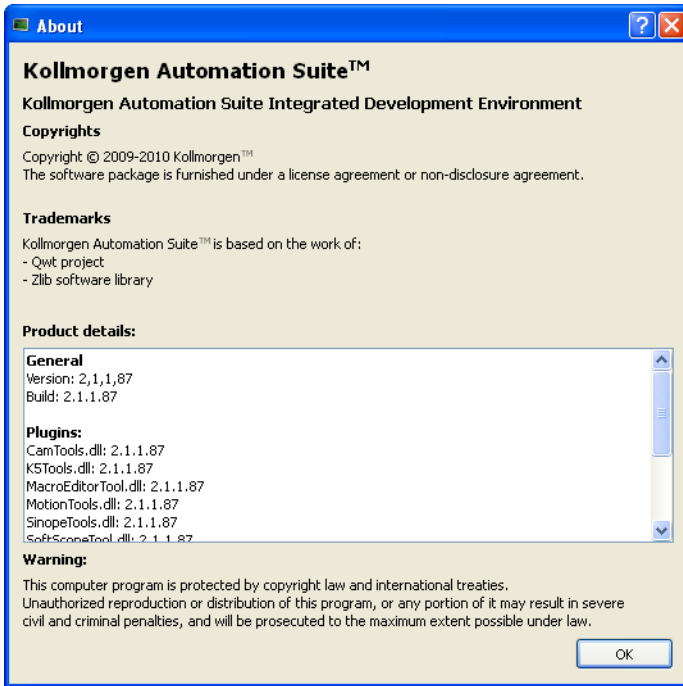 About
Kollmorgen Automation Suite™
Kollmorgen Automation Suite Integrated Development Environment
Copyrights
Copyright © 2009-2010 Kollmorgen™
The software package is furnished under a license agreement or non-disclosure agreement.
Trademarks
Kollmorgen Automation Suite™ is based on the work of:
- Qwt project
- Zlib software library
Product details:
General
Version: 2,1,1,87
Build: 2.1.1.87
Plugins:
CamTools.dll: 2.1.1.87
K5Tools.dll: 2.1.1.87
MacroEditorTool.dll: 2.1.1.87
MotionTools.dll: 2.1.1.87
SinopeTools.dll: 2.1.1.87
SoftScopeTool.dll: 2.1.1.87
Warning:
This computer program is protected by copyright law and international treaties.
Unauthorized reproduction or distribution of this program, or any portion of it may result in severe
civil and criminal penalties, and will be prosecuted to the maximum extent possible under law.
OK